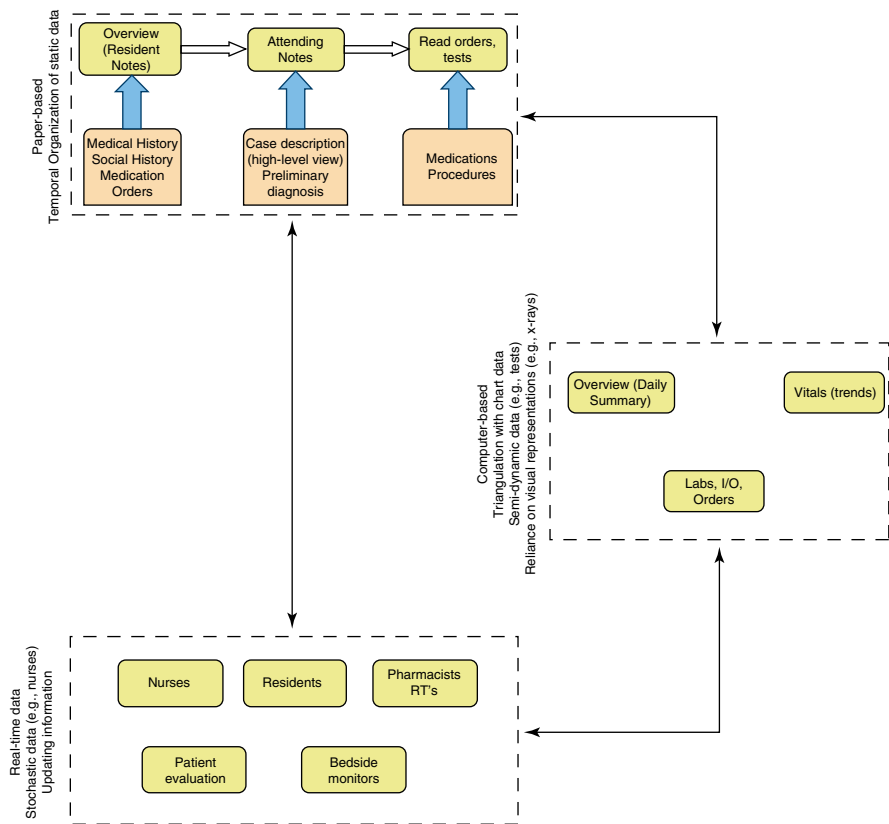 Paper-based
Temporal Organization of static data
Overview
(Resident
Notes)
Attending
Notes
Read orders,
tests
Medical History
Social History
Medication
Orders
Case description
(high-level view)
Preliminary
diagnosis
Medications
Procedures
Computer-based
Triangulation with chart data
Semi-dynamic data (e.g., tests)
Reliance on visual representations (e.g., x-rays)
Overview (Daily
Summary)
Vitals (trends)
Labs, I/O,
Orders
Real-time data
Stochastic data (e.g., nurses)
Updating information
Nurses
Residents
Pharmacists
RT's
Patient
evaluation
Bedside
monitors